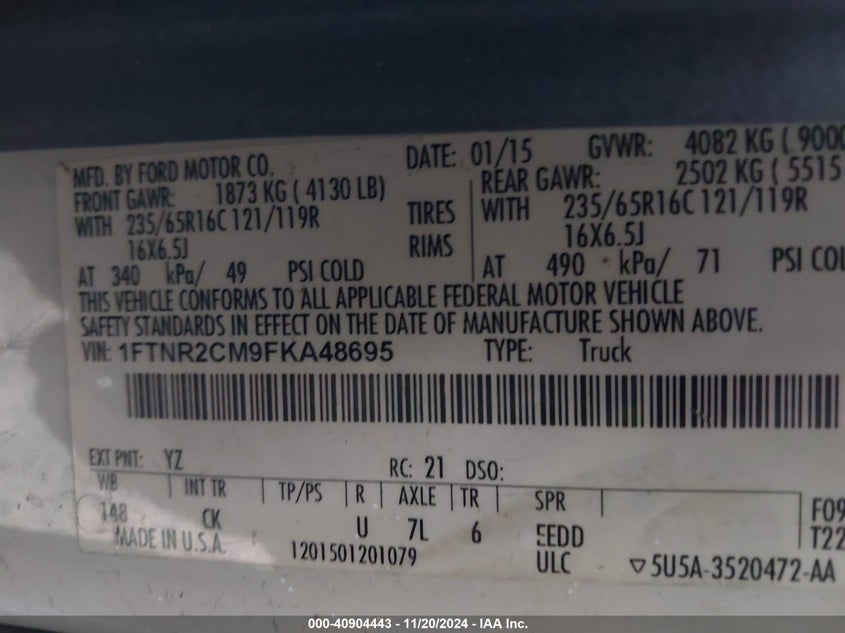 MFD. BY FORD MOTOR CO.
DATE: 01/15 GVWR: 4082 KG ( 9000
FRONT GAWR: 1873 KG ( 4130 LB)
REAR GAWR: 2502 KG ( 5515
WITH 235/65R16C 121/119R TIRES WITH 235/65R16C 121/119R
16X6.5J RIMS 16X6.5J
AT 340 kPa/ 49 PSI COLD AT 490 kPa/ 71 PSI COL
THIS VEHICLE CONFORMS TO ALL APPLICABLE FEDERAL MOTOR VEHICLE
SAFETY STANDARDS IN EFFECT ON THE DATE OF MANUFACTURE SHOWN ABOVE.
VIN: 1FTNR2CM9FKA48695 TYPE: Truck
EXT PNT: YZ RC: 21 DSO:
WB INT TR TP/PS R AXLE TR SPR
148 CK U 7L 6 EEDD
F09
T22
MADE IN U.S.A. 1201501201079 ULC ▽5U5A-3520472-AA
000-40904443 - 11/20/2024 - IAA Inc.